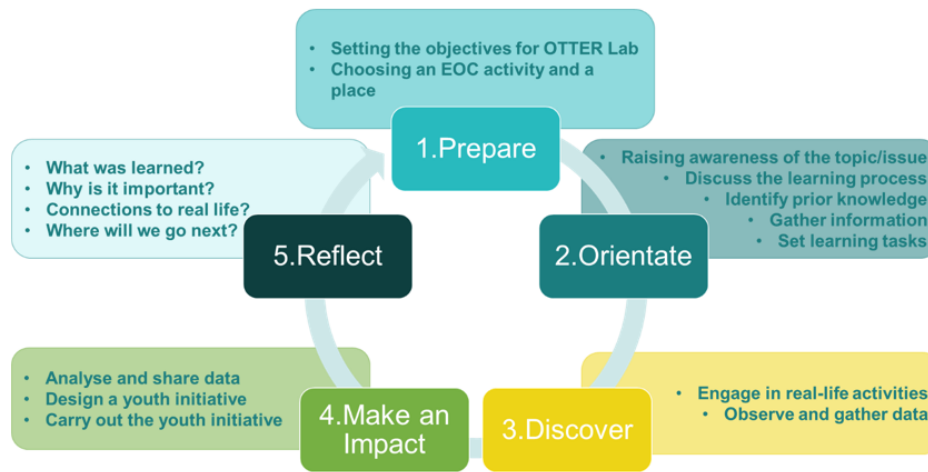 • Setting the objectives for OTTER Lab
• Choosing an EOC activity and a
place
1.Prepare
• Raising awareness of the topic/issue
• Discuss the learning process
• Identify prior knowledge
• Gather information
• Set learning tasks
2.Orientate
• Engage in real-life activities
• Observe and gather data
3.Discover
• Analyse and share data
• Design a youth initiative
• Carry out the youth initiative
4.Make an
Impact
• What was learned?
• Why is it important?
• Connections to real life?
• Where will we go next?
5.Reflect